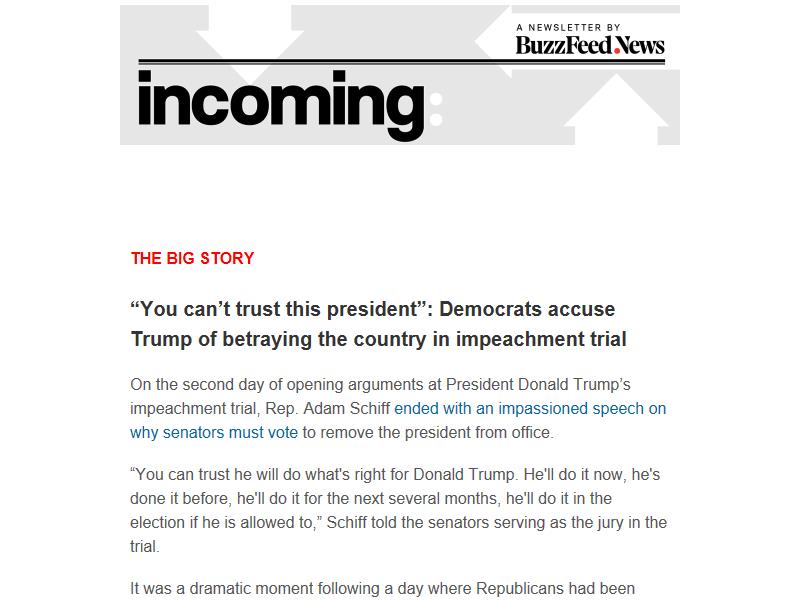 A NEWSLETTER BY
BuzzFeed.News
incoming:
THE BIG STORY
“You can’t trust this president”: Democrats accuse
Trump of betraying the country in impeachment trial
On the second day of opening arguments at President Donald Trump’s
impeachment trial, Rep. Adam Schiff ended with an impassioned speech on
why senators must vote to remove the president from office.
“You can trust he will do what's right for Donald Trump. He'll do it now, he's
done it before, he'll do it for the next several months, he'll do it in the
election if he is allowed to,” Schiff told the senators serving as the jury in the
trial.
It was a dramatic moment following a day where Republicans had been